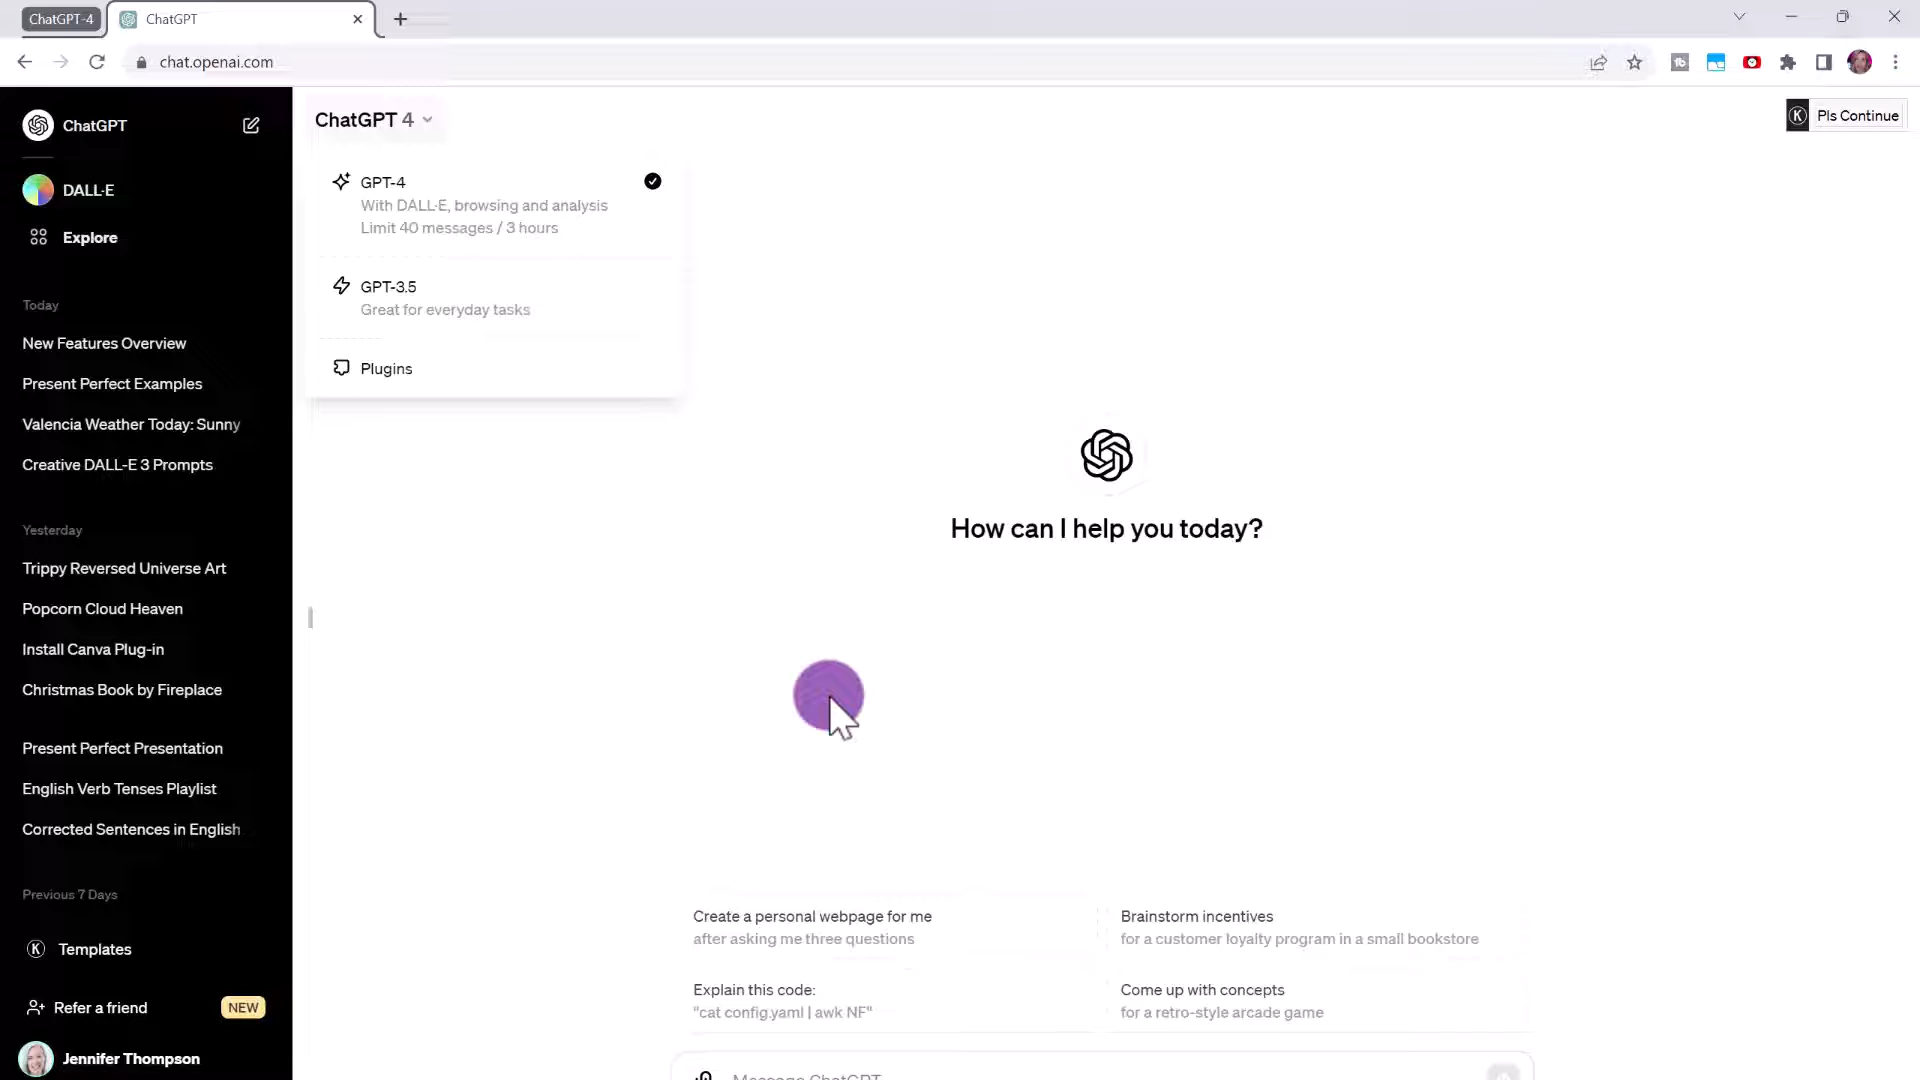 ChatGPT-4
ChatGPT
chat.openai.com
ChatGPT
DALL·E
Explore
Today
New Features Overview
Present Perfect Examples
Valencia Weather Today: Sunny
Creative DALL-E 3 Prompts
Yesterday
Trippy Reversed Universe Art
Popcorn Cloud Heaven
Install Canva Plug-in
Christmas Book by Fireplace
Present Perfect Presentation
English Verb Tenses Playlist
Corrected Sentences in English
Previous 7 Days
K Templates
Refer a friend NEW
Jennifer Thompson
ChatGPT 4
GPT-4
With DALL·E, browsing and analysis
Limit 40 messages / 3 hours
GPT-3.5
Great for everyday tasks
Plugins
K Pls Continue
How can I help you today?
Create a personal webpage for me
after asking me three questions
Brainstorm incentives
for a customer loyalty program in a small bookstore
Explain this code:
"cat config.yaml | awk NF"
Come up with concepts
for a retro-style arcade game
Message ChatGPT